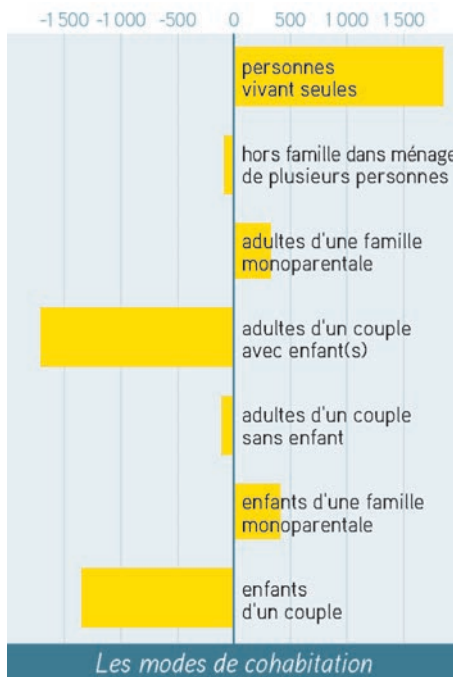 -1 500 -1 000 -500 0 500 1 000 1 500
personnes
vivant seules
hors famille dans ménage
de plusieurs personnes
adultes d'une famille
monoparentale
adultes d'un couple
avec enfant(s)
adultes d'un couple
sans enfant
enfants d'une famille
monoparentale
enfants
d'un couple
Les modes de cohabitation